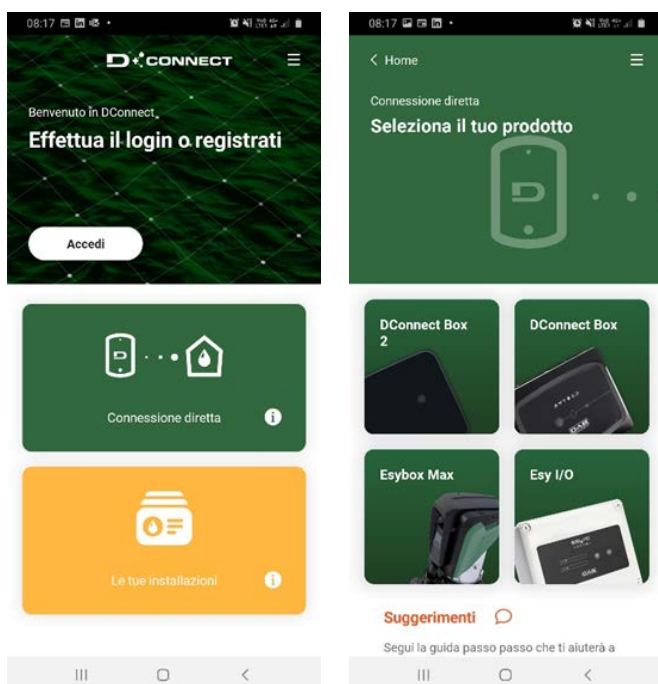 08:17
D+CONNECT
Benvenuto in DConnect
Effettua il login o registrati
Accedi
Connessione diretta
Le tue installazioni
08:17
Home
Connessione diretta
Seleziona il tuo prodotto
DConnect Box
2
DConnect Box
DAB
Esybox Max
Esy I/O
DAB
Suggerimenti
Segui la guida passo passo che ti aiuterà a